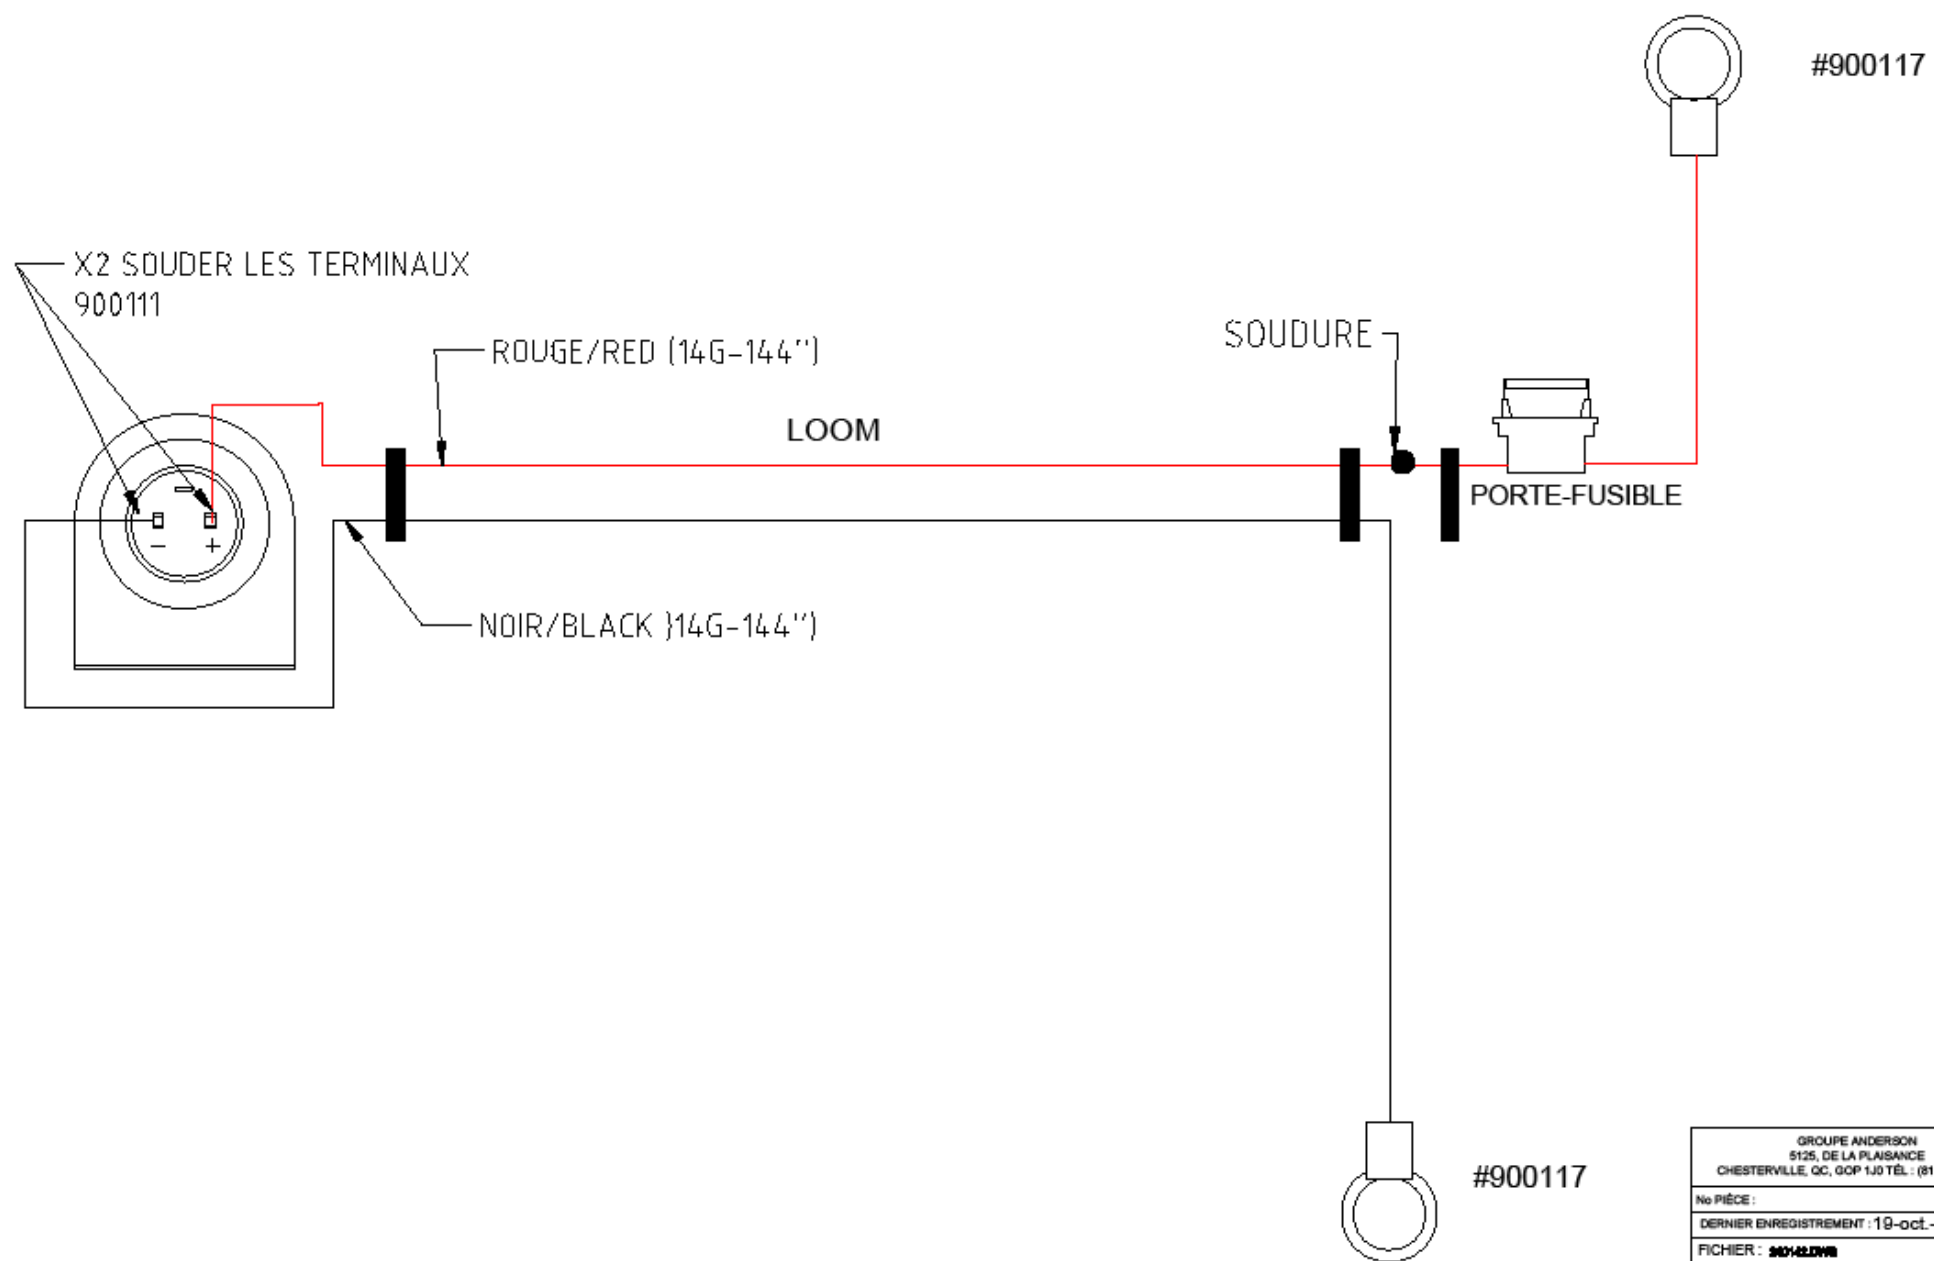 #900117
X2 SOUDER LES TERMINAUX
900111
ROUGE/RED (14G-144'')
SOUDURE
LOOM
PORTE-FUSIBLE
- +
NOIR/BLACK }14G-144'')
#900117
GROUPE ANDERSON
5125, DE LA PLAISANCE
CHESTERVILLE, QC, GOP 1J0 TÉL : (81
No PIÈCE :
DERNIER ENREGISTREMENT : 19-oct.-
FICHIER :